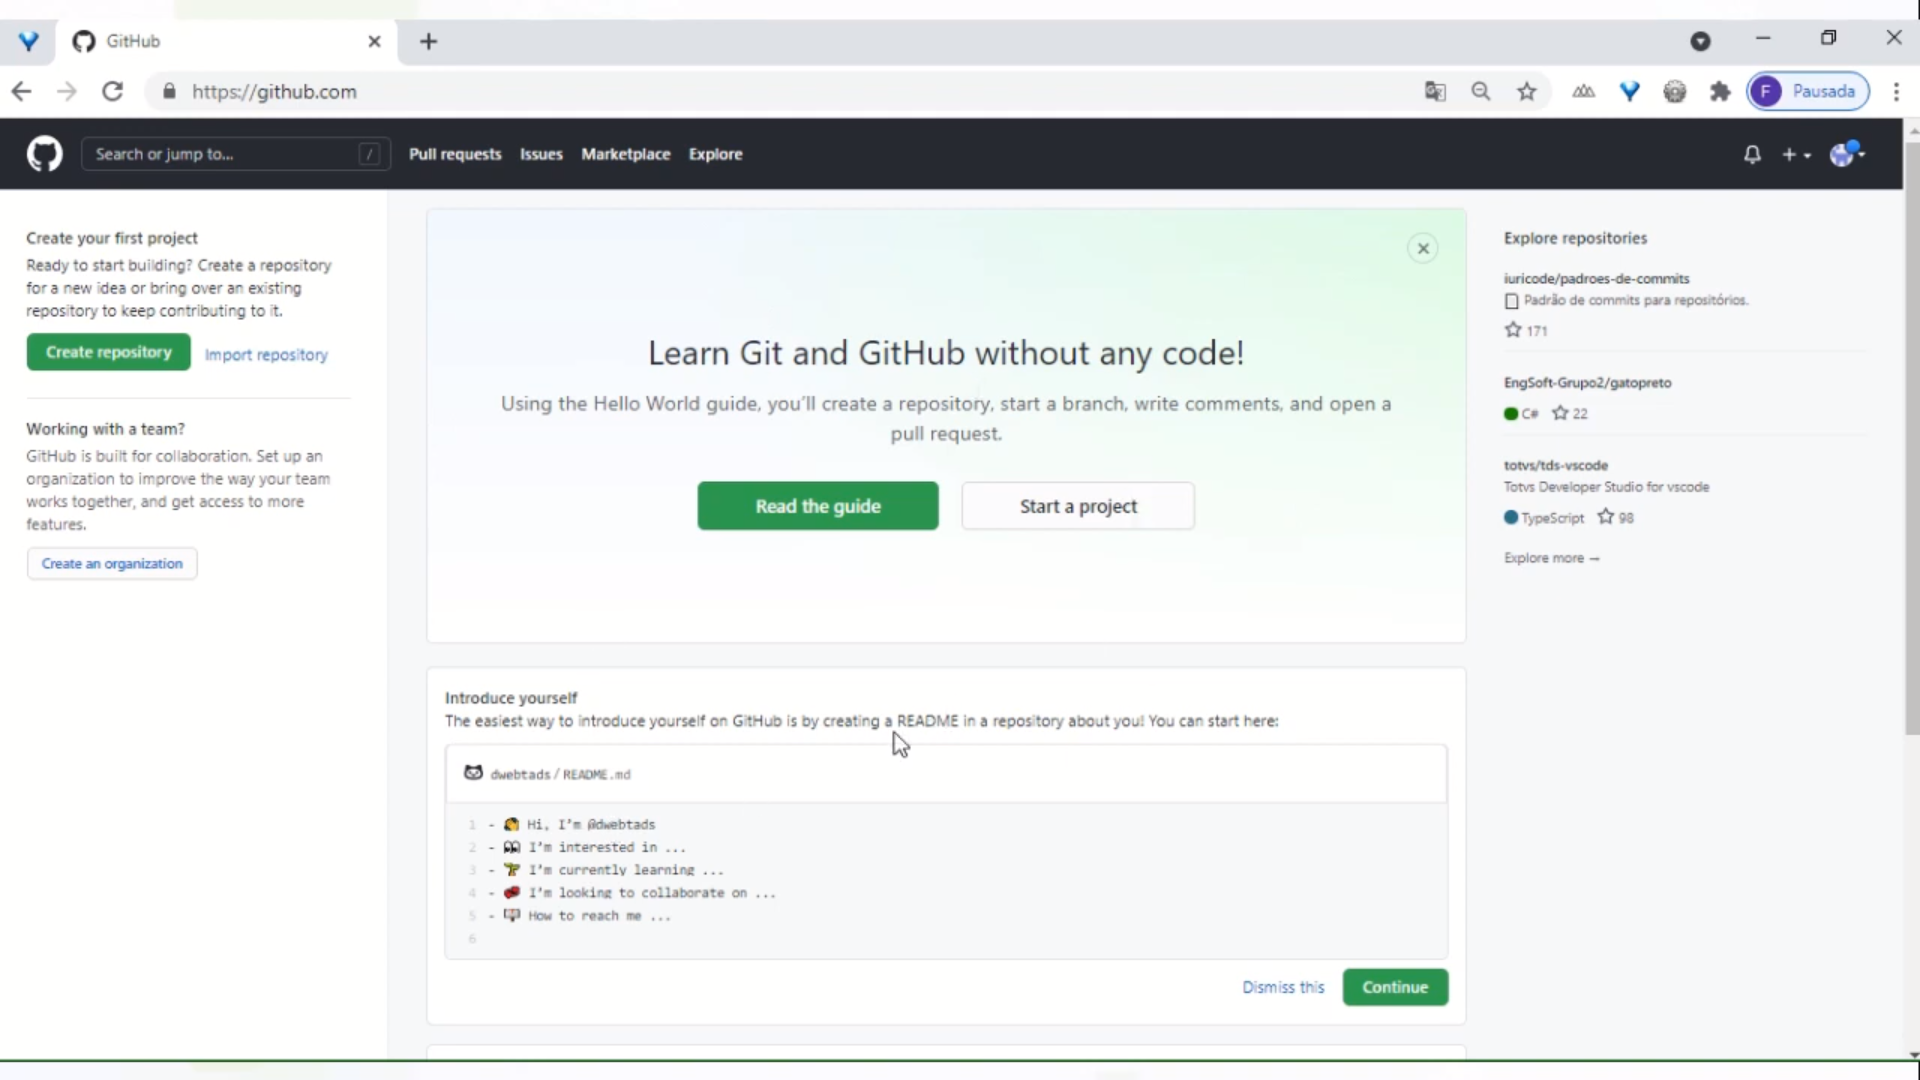 GitHub
https://github.com
F
Pausada
Search or jump to...
/
Pull requests
Issues
Marketplace
Explore
Create your first project
Ready to start building? Create a repository
for a new idea or bring over an existing
repository to keep contributing to it.
Create repository
Import repository
Working with a team?
GitHub is built for collaboration. Set up an
organization to improve the way your team
works together, and get access to more
features.
Create an organization
Learn Git and GitHub without any code!
Using the Hello World guide, you’ll create a repository, start a branch, write comments, and open a
pull request.
Read the guide
Start a project
Introduce yourself
The easiest way to introduce yourself on GitHub is by creating a README in a repository about you! You can start here:
dwebtads / README.md
1 - 👋 Hi, I’m @dwebtads
2 - 👀 I’m interested in ...
3 - 🌱 I’m currently learning ...
4 - 💞️ I’m looking to collaborate on ...
5 - 📫 How to reach me ...
6
Dismiss this
Continue
Explore repositories
iuricode/padroes-de-commits
Padrão de commits para repositórios.
171
EngSoft-Grupo2/gatopreto
C# 22
totvs/tds-vscode
Totvs Developer Studio for vscode
TypeScript 98
Explore more →